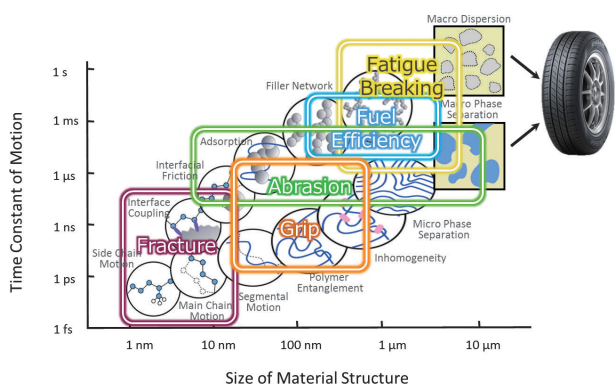 Macro Dispersion
1 s
Fatigue
Breaking
Filler Network
Macro Phase
Separation
1 ms
Fuel
Efficiency
Adsorption
Interfacial
Friction
1 μs
Abrasion
Interface
Coupling
1 ns
Fracture
Grip
Micro Phase
Separation
Side Chain
Motion
Inhomogeneity
1 ps
Polymer
Entanglement
Segmental
Motion
Main Chain
Motion
1 fs
1 nm
10 nm
100 nm
1 μm
10 μm
Time Constant of Motion
Size of Material Structure